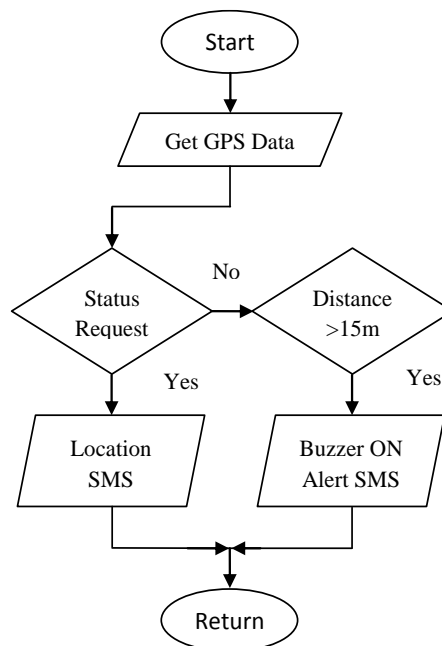 Start
Get GPS Data
Status
Request
No
Distance
>15m
Yes
Yes
Location
SMS
Buzzer ON
Alert SMS
Return